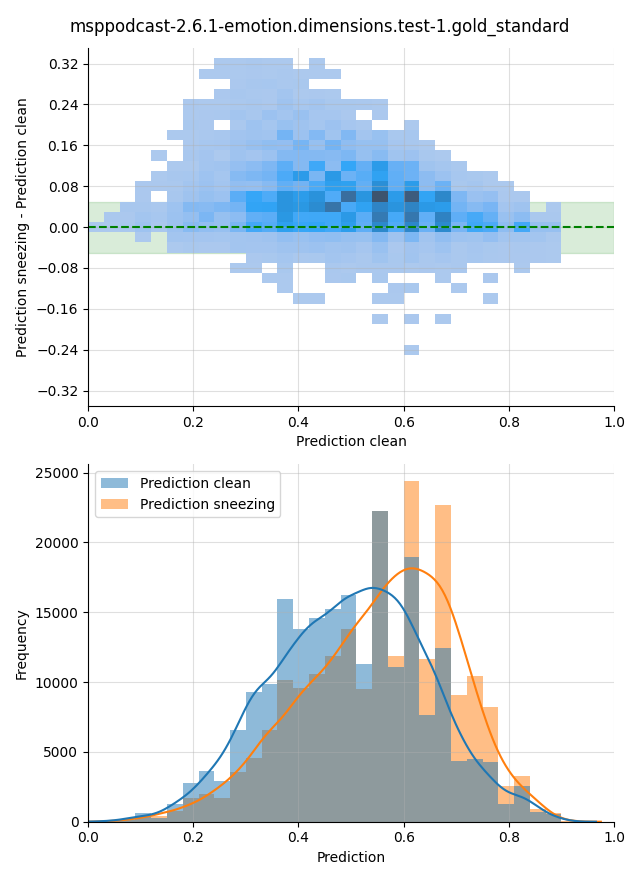 msppodcast-2.6.1-emotion.dimensions.test-1.gold_standard
0.32
0.24
0.16
0.08
0.00
−0.08
−0.16
−0.24
−0.32
Prediction sneezing - Prediction clean
0.0 0.2 0.4 0.6 0.8 1.0
Prediction clean
Prediction clean
Prediction sneezing
25000
20000
15000
10000
5000
0
Frequency
0.0 0.2 0.4 0.6 0.8 1.0
Prediction